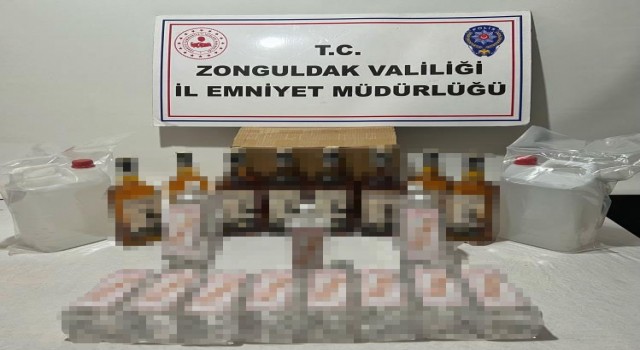 T.C.
ZONGULDAK VALİLİĞİ
İL EMNİYET MÜDÜRLÜĞÜ